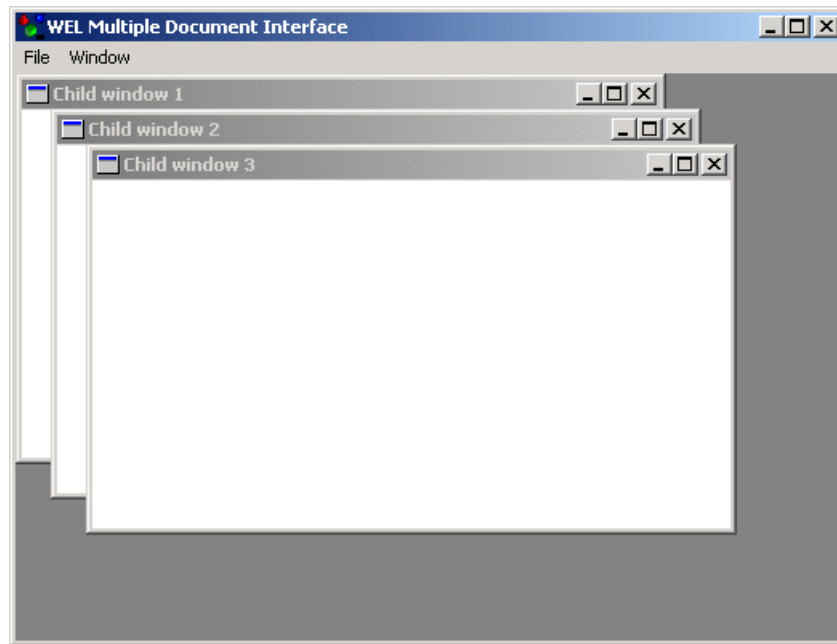 WEL Multiple Document Interface
File Window
Child window 1
Child window 2
Child window 3